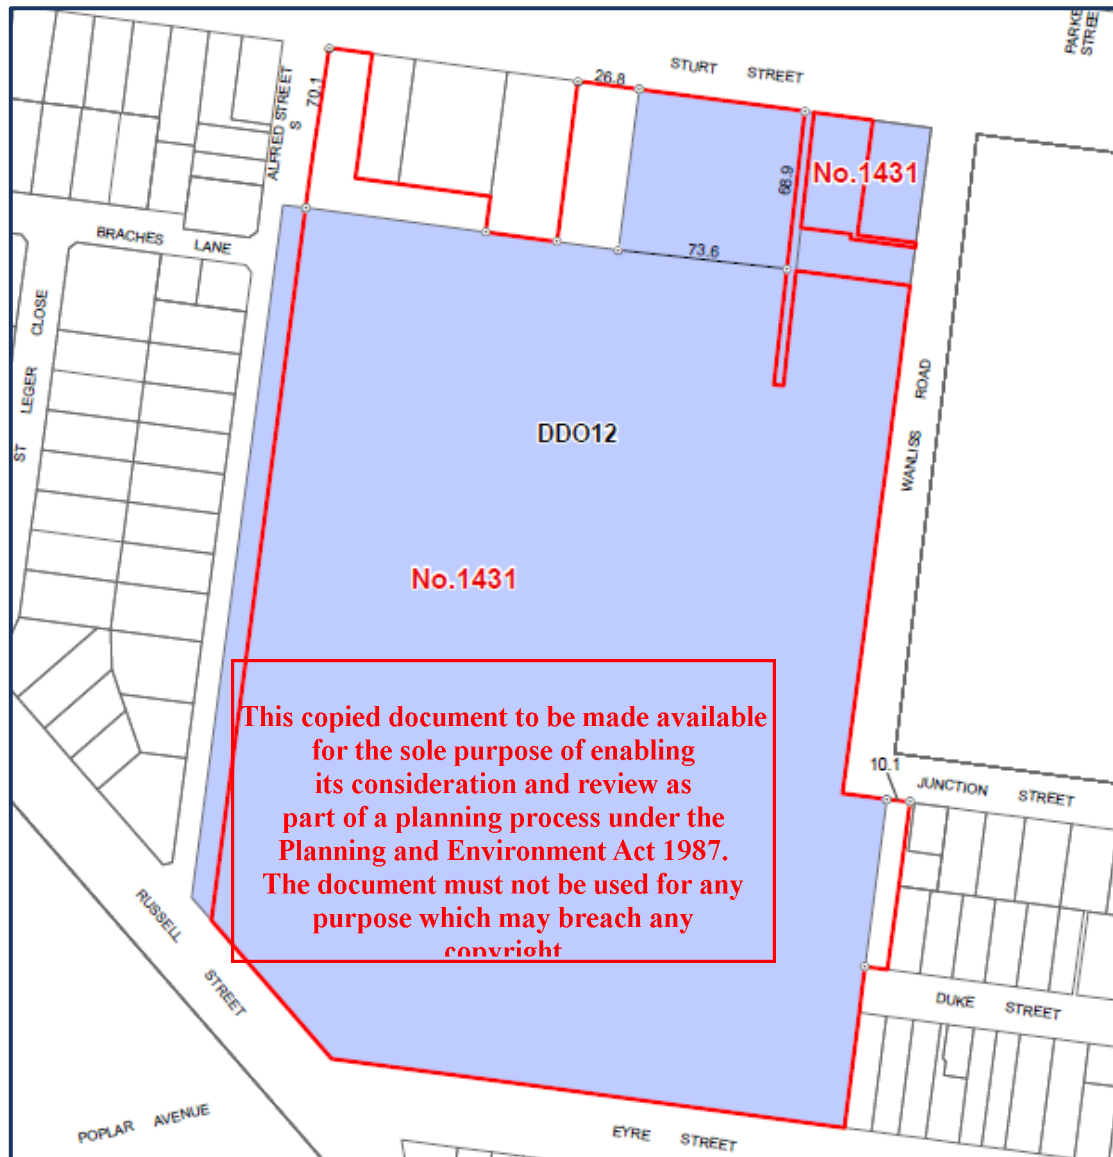 PARKE
STREE
STURT STREET
26.8
70.1
ALFRED STREET
S
68.9
No.1431
BRACHES LANE
73.6
ST LEGER CLOSE
WANLISS ROAD
DDO12
No.1431
This copied document to be made available
for the sole purpose of enabling
its consideration and review as
part of a planning process under the
Planning and Environment Act 1987.
The document must not be used for any
purpose which may breach any
copyright
10.1
JUNCTION STREET
RUSSELL STREET
DUKE STREET
POPLAR AVENUE
EYRE STREET